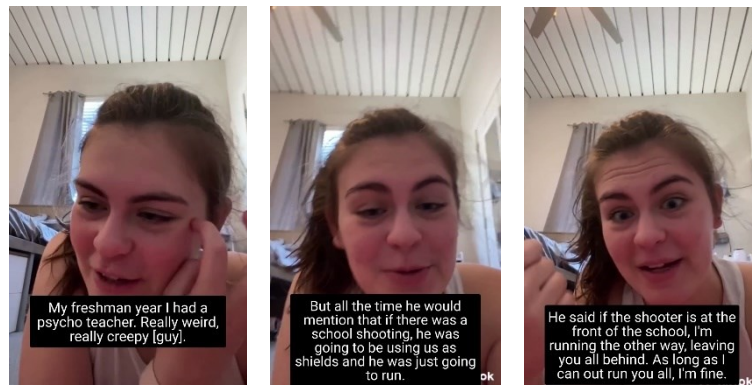 My freshman year I had a
psycho teacher. Really weird,
really creepy [guy].
But all the time he would
mention that if there was a
school shooting, he was
going to be using us as
shields and he was just going
to run.
ok
He said if the shooter is at the
front of the school, I'm
running the other way, leaving
you all behind. As long as I
can out run you all, I'm fine.
ok